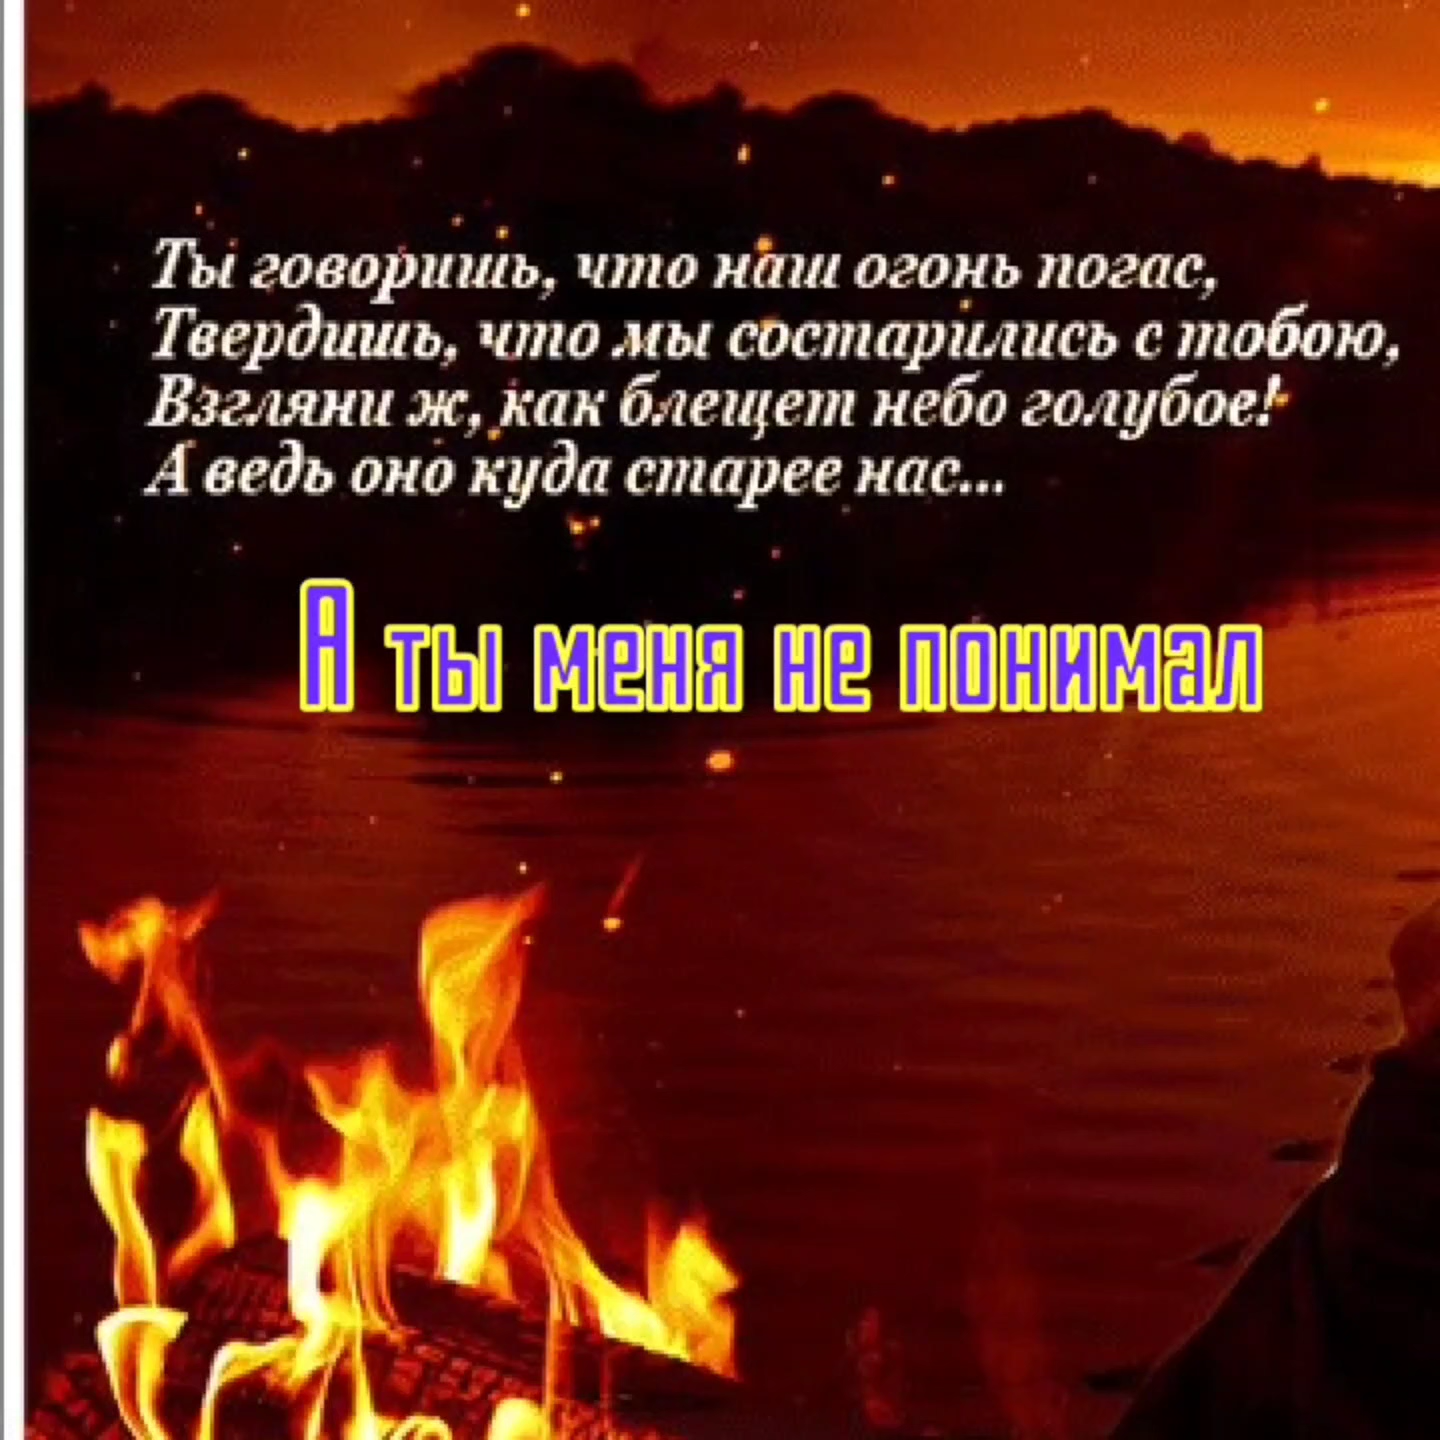 Ты говоришь, что наш огонь погас,
Твердишь, что мы состарились с тобою,
Взгляни ж, как блещет небо голубое!
А ведь оно куда старее нас...
А ты меня не понимал